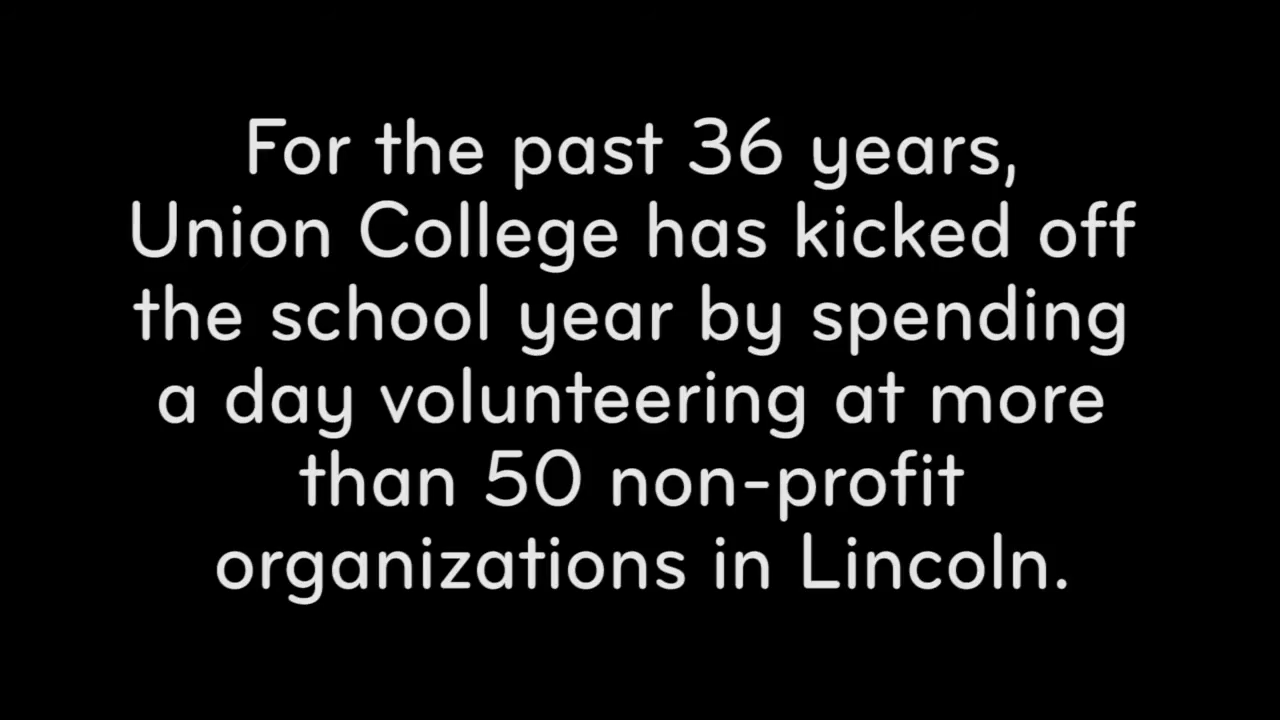 For the past 36 years,
Union College has kicked off
the school year by spending
a day volunteering at more
than 50 non-profit
organizations in Lincoln.